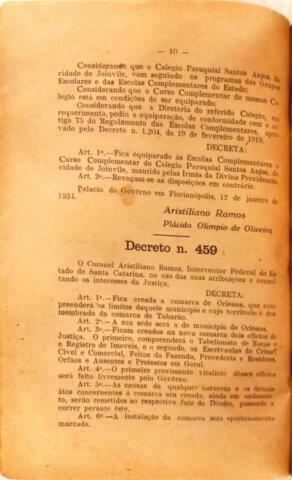 — 10 —
Considerando que o Colegio Paroquial Santos Anjos, da
cidade de Joinvile, vem seguindo os programas dos Grupos
Escolares e das Escolas Complementares do Estado;
Considerando que o Curso Complementar do mesmo Co-
legio está em condições de ser equiparado;
Considerando que a Diretoria do referido Colegio, em
requerimento, pediu a equiparação, de conformidade com o ar-
tigo 75 do Regulamento das Escolas Complementares, apro-
vado pelo Decreto n. 1.204, de 19 de fevereiro de 1919,
DECRETA:
Art. 1º.—Fica equiparado ás Escolas Complementares o
Curso Complementar do Colegio Paroquial Santos Anjos, da
cidade de Joinvile, mantido pelas Irmãs da Divina Providencia.
Art. 2º.—Revogam-se as disposições em contrário.
Palacio do Govêrno em Florianópolis, 12 de janeiro de
1934.
Aristiliano Ramos
Plácido Olimpio de Oliveira
Decreto n. 459
O Coronel Aristiliano Ramos, Interventor Federal do Es-
tado de Santa Catarina, no uso das suas atribuições e consul-
tando os interesses da Justiça,
DECRETA:
Art. 1º—Fica creada a comarca de Orleans, que com-
preenderá os limites daquele municipio e cujo território é des-
membrado da comarca de Tubarão.
Art. 2º—A sua séde será a do municipio de Orleans.
Art. 3º—Ficam creados na nova comarca dois oficios de
Justiça. O primeiro, compreenderá o Tabelionato de Notas e
o Registro de Imoveis, e o segundo, as Escrivanias do Crime,
Civel e Comercial, Feitos da Fazenda, Provedoria e Residuos,
Orfãos e Ausentes e Protestos em Geral.
Art. 4º—O primeiro provimento vitalicio desses oficios
será feito livremente pelo Govêrno.
Art. 5º—As causas de qualquer natureza e os demais
átos concernentes á comarca ora creada, ainda em andamen-
to, serão remetidos ao respectivo Juiz de Direito, passando a
correr perante êste.
Art. 6º—A instalação da comarca será oportunamente
marcada.